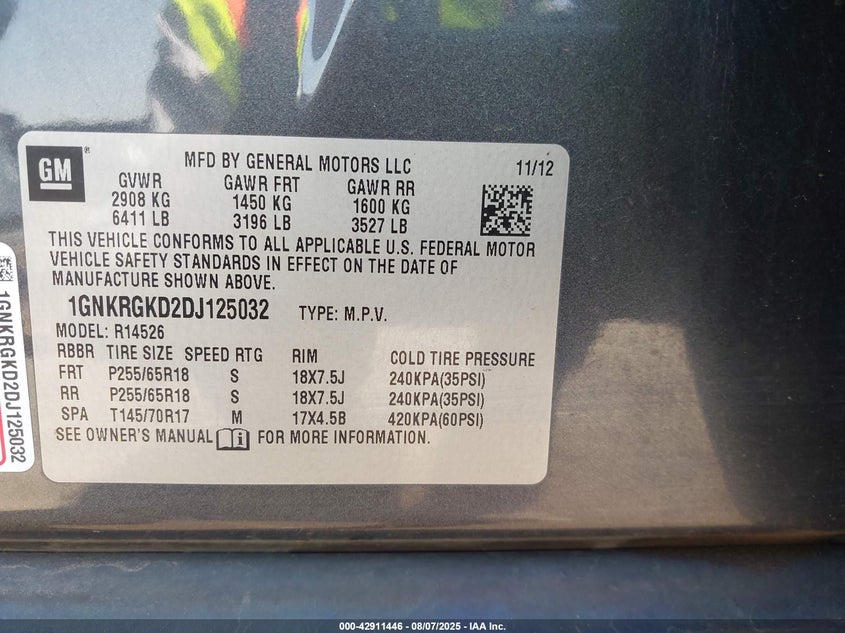 GM
MFD BY GENERAL MOTORS LLC 11/12
GVWR GAWR FRT GAWR RR
2908 KG 1450 KG 1600 KG
6411 LB 3196 LB 3527 LB
THIS VEHICLE CONFORMS TO ALL APPLICABLE U.S. FEDERAL MOTOR
VEHICLE SAFETY STANDARDS IN EFFECT ON THE DATE OF
MANUFACTURE SHOWN ABOVE.
1GNKRGKD2DJ125032 TYPE: M.P.V.
MODEL: R14526
RBBR TIRE SIZE SPEED RTG RIM COLD TIRE PRESSURE
FRT P255/65R18 S 18X7.5J 240KPA(35PSI)
RR P255/65R18 S 18X7.5J 240KPA(35PSI)
SPA T145/70R17 M 17X4.5B 420KPA(60PSI)
SEE OWNER'S MANUAL i FOR MORE INFORMATION.
1GNKRGKD2DJ125032
000-42911446 - 08/07/2025 - IAA Inc.